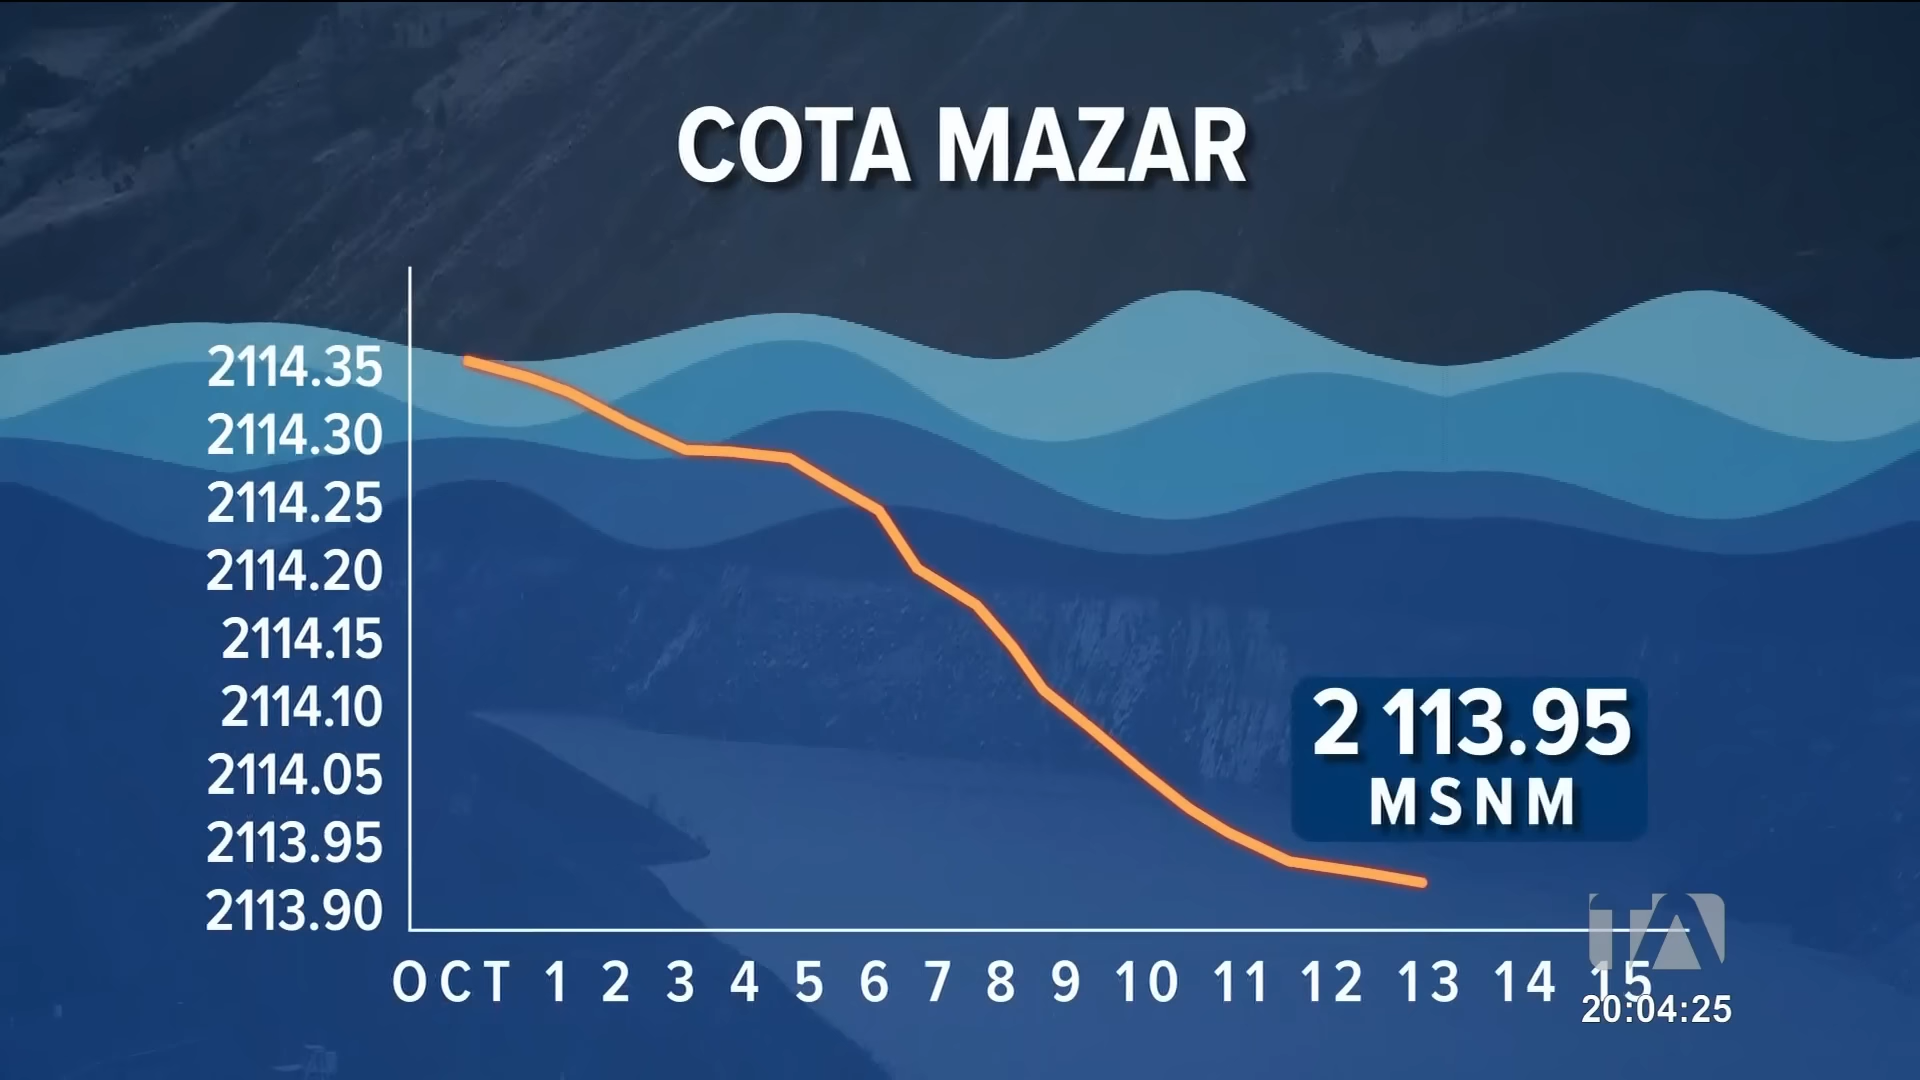 COTA MAZAR
2114.35
2114.30
2114.25
2114.20
2114.15
2114.10
2114.05
2113.95
2113.90
2 113.95
MSNM
TA
OCT 1 2 3 4 5 6 7 8 9 10 11 12 13 14 15
20:04:25